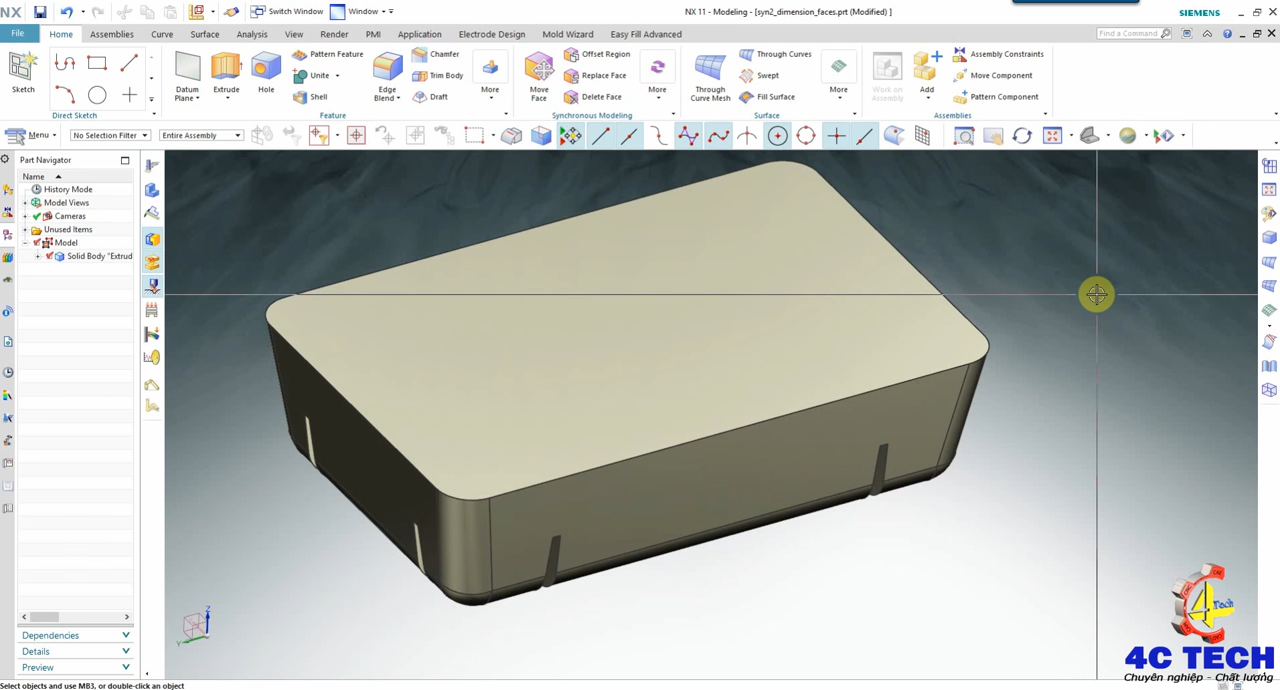 NX
Switch Window
Window
NX 11 - Modeling - [syn2_dimension_faces.prt (Modified) ]
SIEMENS
File
Home
Assemblies
Curve
Surface
Analysis
View
Render
PMI
Application
Electrode Design
Mold Wizard
Easy Fill Advanced
Find a Command
Sketch
Direct Sketch
Datum Plane
Extrude
Hole
Pattern Feature
Unite
Shell
Edge Blend
Chamfer
Trim Body
Draft
More
Feature
Move Face
Offset Region
Replace Face
Delete Face
More
Synchronous Modeling
Through Curve Mesh
Through Curves
Swept
Fill Surface
More
Surface
Work on Assembly
Add
Assembly Constraints
Move Component
Pattern Component
Assemblies
Menu
No Selection Filter
Entire Assembly
Part Navigator
Name
History Mode
Model Views
Cameras
Unused Items
Model
Solid Body "Extrud
Dependencies
Details
Preview
Z
Y
4
Tech
4C TECH
Chuyên nghiệp - Chất lượng
Select objects and use MB3, or double-click an object